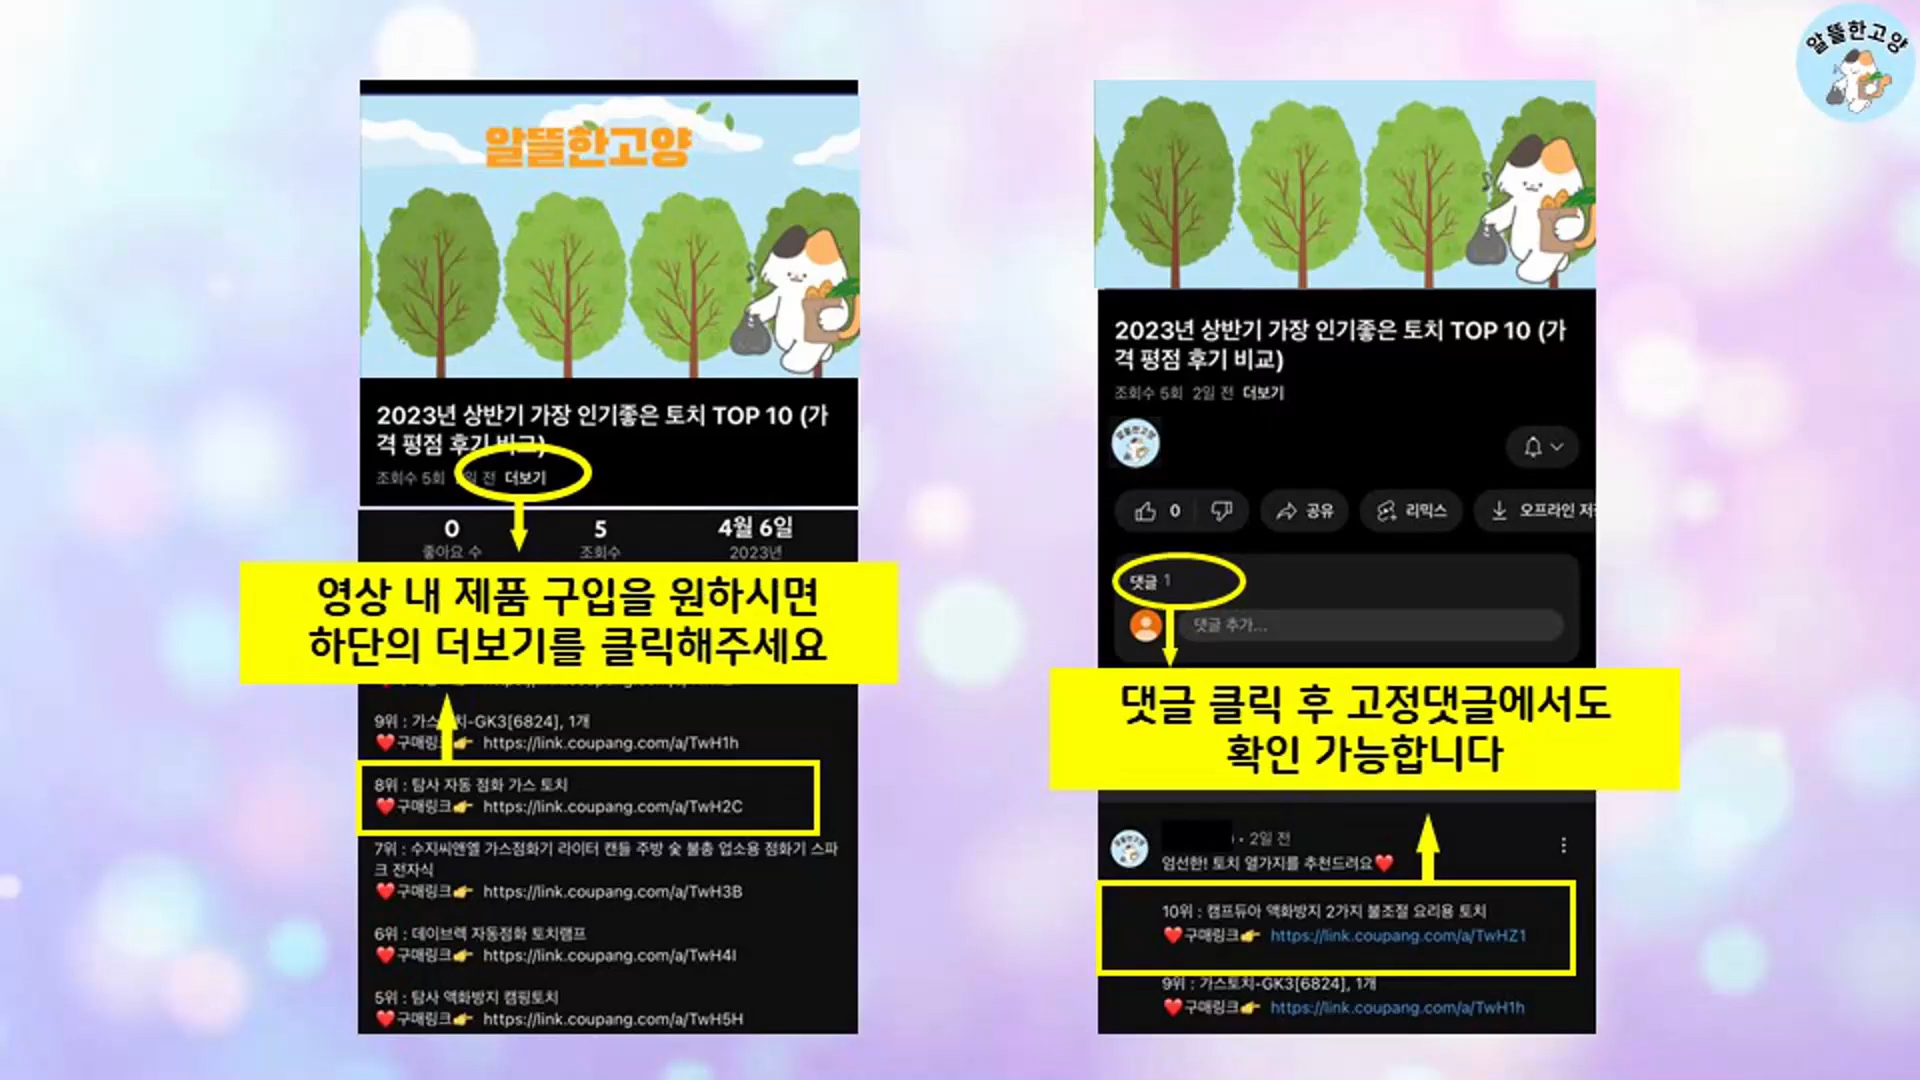 알뜰한고양
알뜰한고양
2023년 상반기 가장 인기좋은 토치 TOP 10 (가
격 평점 후기 비교)
조회수 5회 일 전 더보기
0
좋아요 수
5
조회수
4월 6일
2023년
영상 내 제품 구입을 원하시면
하단의 더보기를 클릭해주세요
9위 : 가스토치-GK3[6824], 1개
❤️구매링크👉 https://link.coupang.com/a/TwH1h
8위 : 탐사 자동 점화 가스 토치
❤️구매링크👉 https://link.coupang.com/a/TwH2C
7위 : 수지씨앤엘 가스점화기 라이터 캔들 주방 숯 불총 업소용 점화기 스파
크 전자식
❤️구매링크👉 https://link.coupang.com/a/TwH3B
6위 : 데이브렉 자동점화 토치램프
❤️구매링크👉 https://link.coupang.com/a/TwH4I
5위 : 탐사 액화방지 캠핑토치
❤️구매링크👉 https://link.coupang.com/a/TwH5H
2023년 상반기 가장 인기좋은 토치 TOP 10 (가
격 평점 후기 비교)
조회수 5회 2일 전 더보기
알뜰한고양
0
공유
리믹스
오프라인 저장
댓글 1
댓글 추가...
댓글 클릭 후 고정댓글에서도
확인 가능합니다
알뜰한고양
• 2일 전
엄선한! 토치 열가지를 추천드려요❤️
10위 : 캠프듀아 액화방지 2가지 불조절 요리용 토치
❤️구매링크👉 https://link.coupang.com/a/TwHZ1
9위 : 가스토치-GK3[6824], 1개
❤️구매링크👉 https://link.coupang.com/a/TwH1h